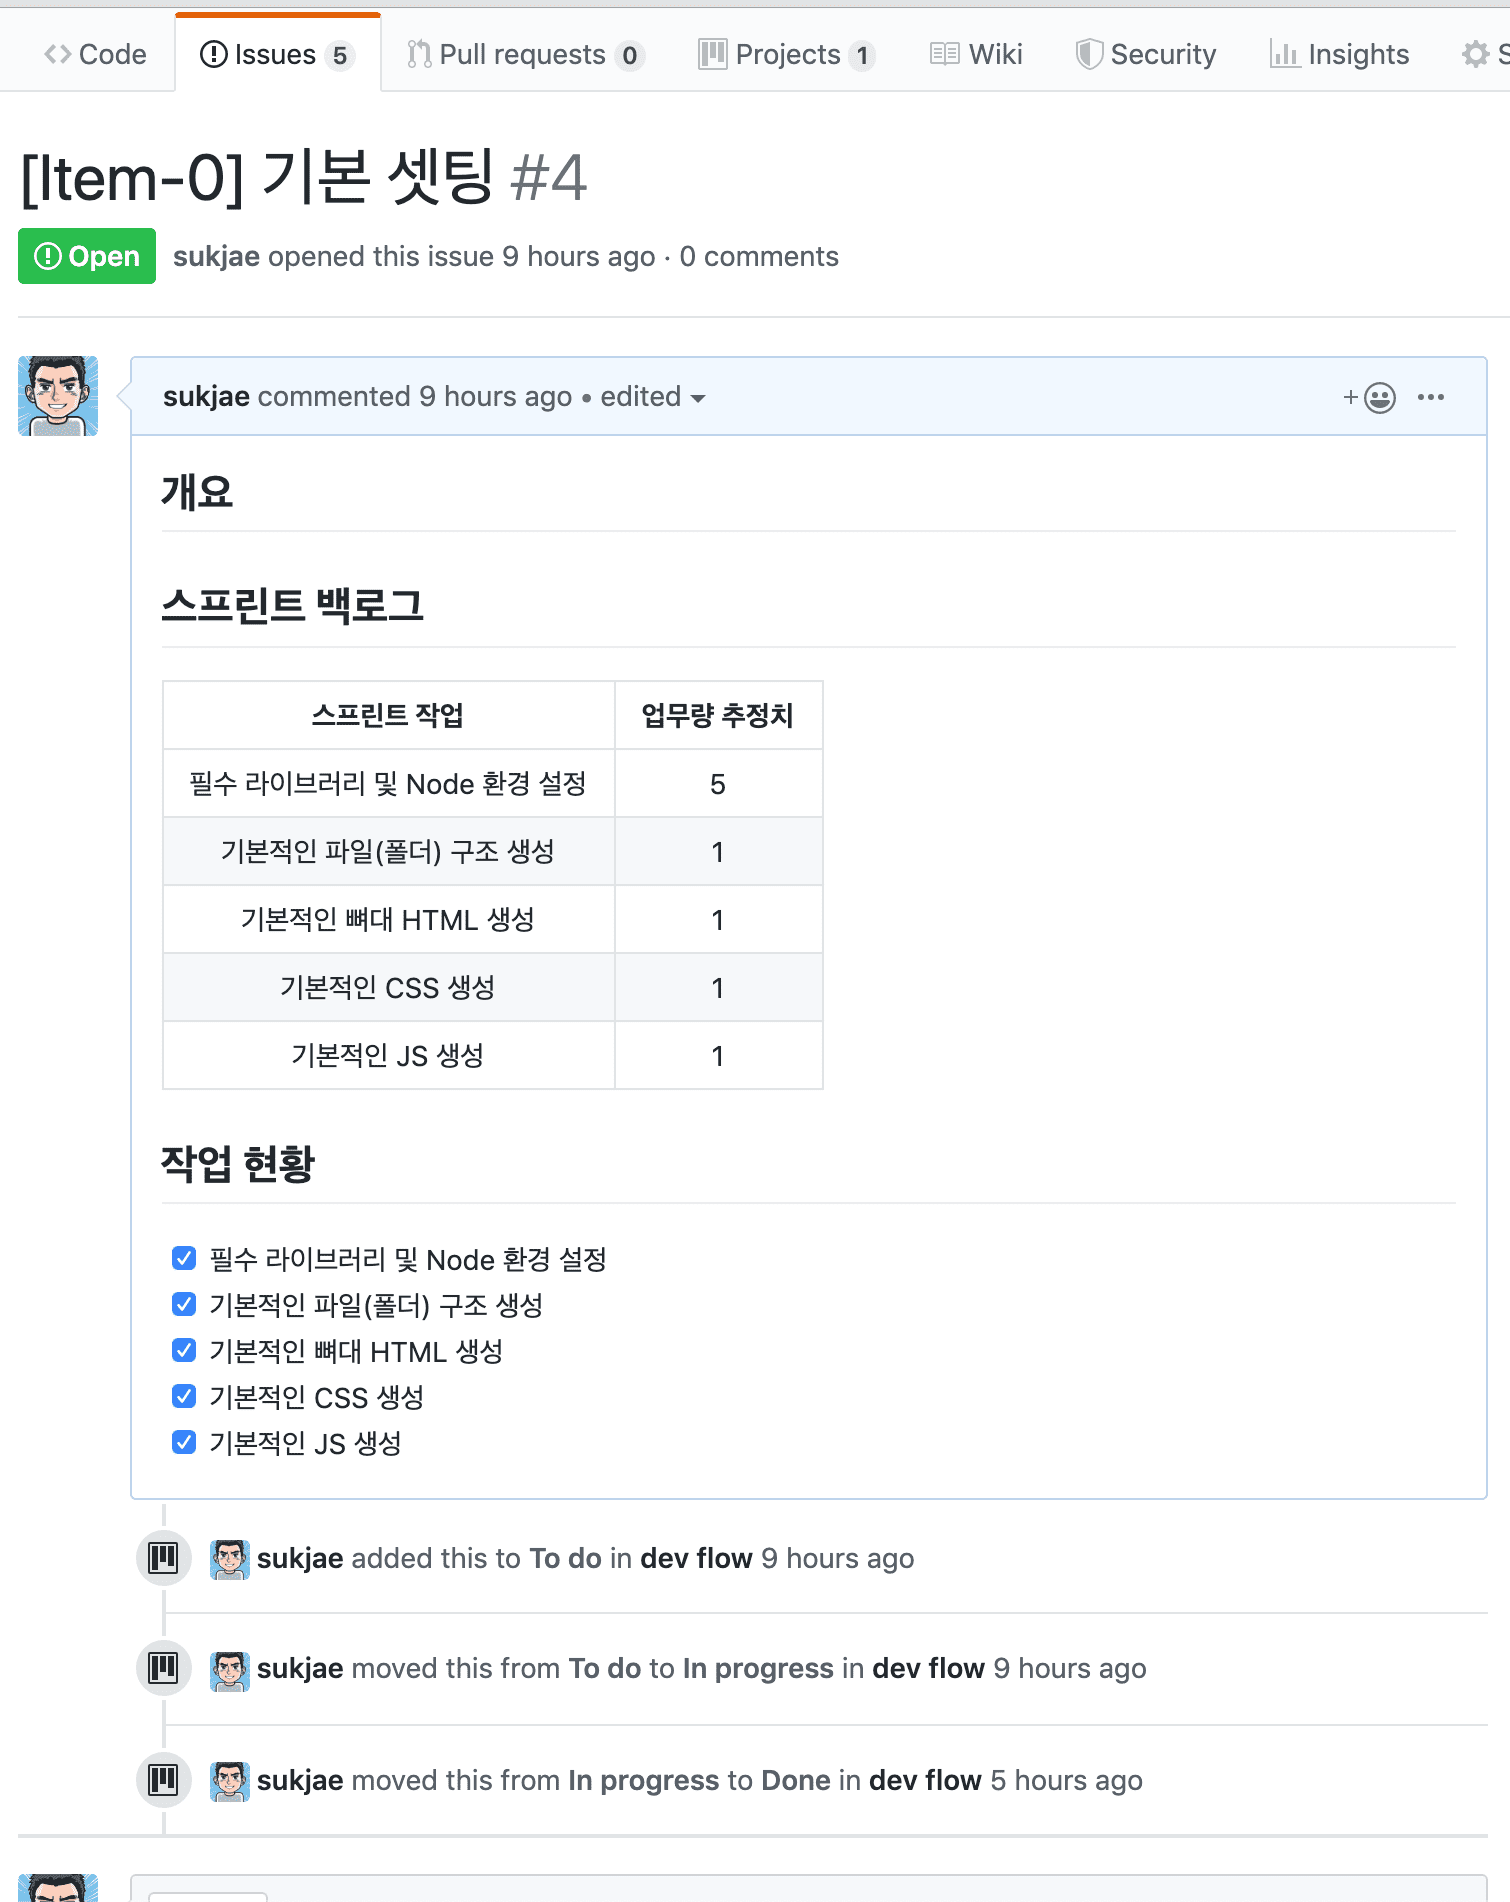 Code Issues 5 Pull requests 0 Projects 1 Wiki Security Insights
[Item-0] 기본 셋팅 #4
Open sukjae opened this issue 9 hours ago · 0 comments
sukjae commented 9 hours ago • edited
개요
스프린트 백로그
스프린트 작업 업무량 추정치
필수 라이브러리 및 Node 환경 설정 5
기본적인 파일(폴더) 구조 생성 1
기본적인 뼈대 HTML 생성 1
기본적인 CSS 생성 1
기본적인 JS 생성 1
작업 현황
필수 라이브러리 및 Node 환경 설정
기본적인 파일(폴더) 구조 생성
기본적인 뼈대 HTML 생성
기본적인 CSS 생성
기본적인 JS 생성
sukjae added this to To do in dev flow 9 hours ago
sukjae moved this from To do to In progress in dev flow 9 hours ago
sukjae moved this from In progress to Done in dev flow 5 hours ago